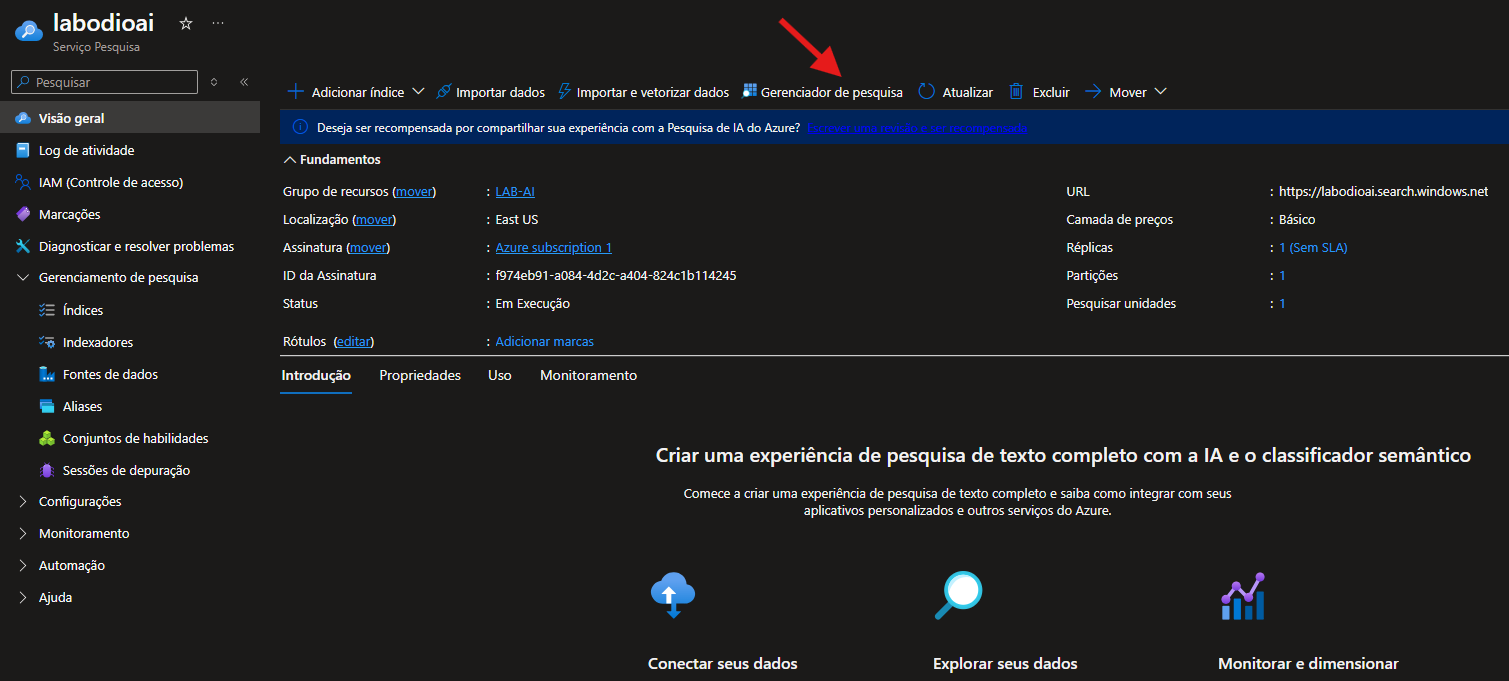 labodioai
Serviço Pesquisa
Pesquisar
Visão geral
Log de atividade
IAM (Controle de acesso)
Marcações
Diagnosticar e resolver problemas
Gerenciamento de pesquisa
Índices
Indexadores
Fontes de dados
Aliases
Conjuntos de habilidades
Sessões de depuração
Configurações
Monitoramento
Automação
Ajuda
Adicionar índice Importar dados Importar e vetorizar dados Gerenciador de pesquisa Atualizar Excluir Mover
Deseja ser recompensada por compartilhar sua experiência com a Pesquisa de IA do Azure?
Fundamentos
Grupo de recursos (mover) : LAB-AI
Localização (mover) : East US
Assinatura (mover) : Azure subscription 1
ID da Assinatura : f974eb91-a084-4d2c-a404-824c1b114245
Status : Em Execução
URL : https://labodioai.search.windows.net
Camada de preços : Básico
Réplicas : 1 (Sem SLA)
Partições : 1
Pesquisar unidades : 1
Rótulos (editar) : Adicionar marcas
Introdução Propriedades Uso Monitoramento
Criar uma experiência de pesquisa de texto completo com a IA e o classificador semântico
Comece a criar uma experiência de pesquisa de texto completo e saiba como integrar com seus
aplicativos personalizados e outros serviços do Azure.
Conectar seus dados
Explorar seus dados
Monitorar e dimensionar